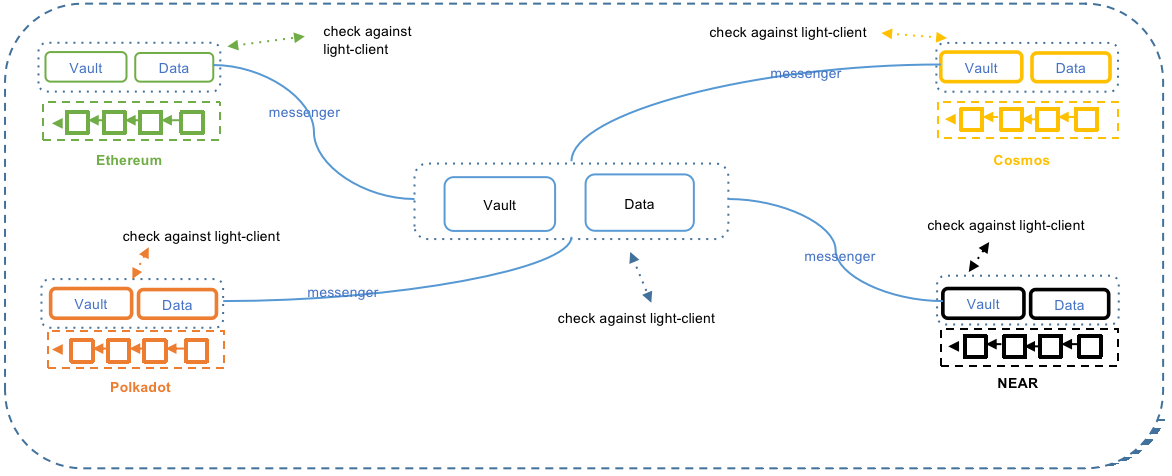 check against
light-client
Vault
Data
messenger
Ethereum
check against light-client
messenger
Vault
Data
Cosmos
Vault
Data
check against light-client
Vault
Data
messenger
Polkadot
check against light-client
check against light-client
messenger
Vault
Data
NEAR